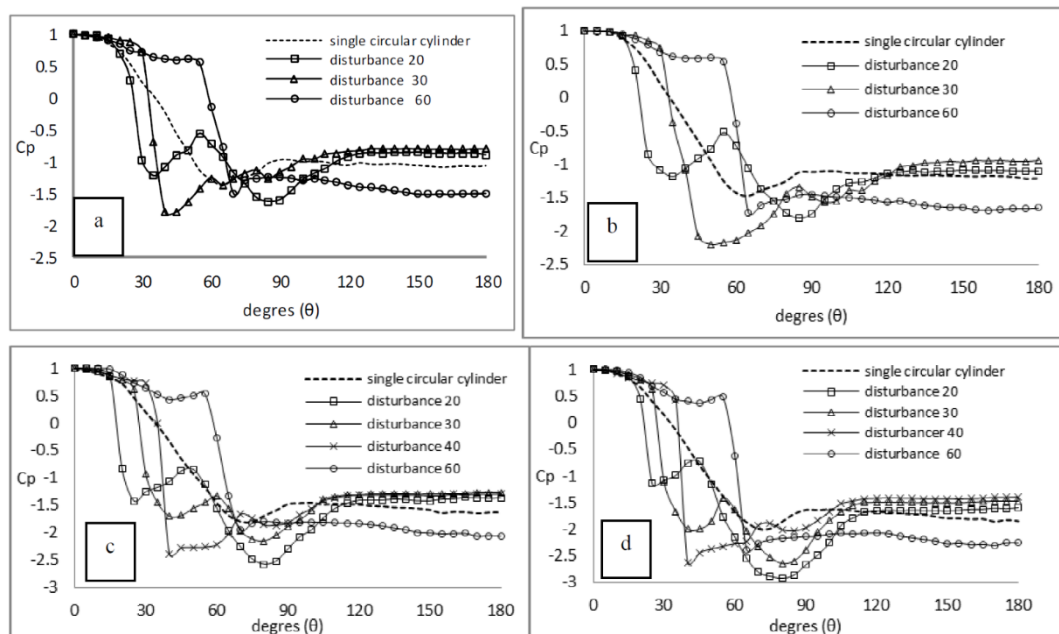 1
0.5
0
-0.5
Cp
-1
-1.5
-2
-2.5
0 30 60 90 120 150 180
degres (θ)
single circular cylinder
disturbance 20
disturbance 30
disturbance 60
a
1
0.5
0
-0.5
Cp
-1
-1.5
-2
-2.5
0 30 60 90 120 150 180
degres (θ)
single circular cylinder
disturbance 20
disturbance 30
disturbance 60
b
1
0.5
0
-0.5
Cp
-1
-1.5
-2
-2.5
-3
0 30 60 90 120 150 180
degres (θ)
single circular cylinder
disturbance 20
disturbance 30
disturbance 40
disturbance 60
c
1
0.5
0
-0.5
Cp
-1
-1.5
-2
-2.5
-3
0 30 60 90 120 150 180
degres (θ)
single circular cylinder
disturbance 20
disturbance 30
disturbancer 40
disturbance 60
d